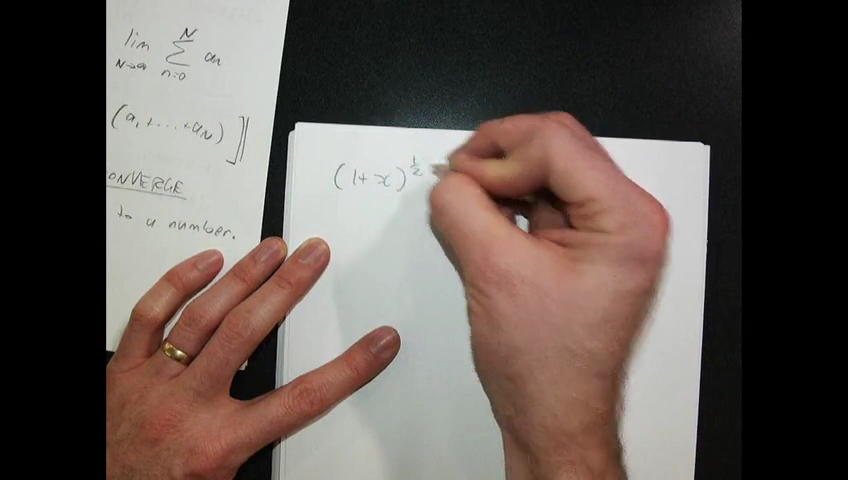 lim N→∞ N Σ n=0 an
(a1+...+aN)]
ONVERGE
to a number.
(1+x)^1/2